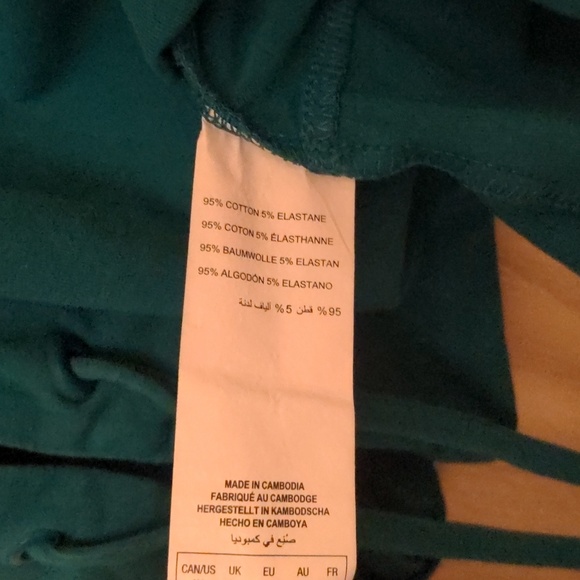 95% COTTON 5% ELASTANE
95% COTON 5% ÉLASTHANNE
95% BAUMWOLLE 5% ELASTAN
95% ALGODÓN 5% ELASTANO
95% قطن 5% ألياف لدنة
MADE IN CAMBODIA
FABRIQUÉ AU CAMBODGE
HERGESTELLT IN KAMBODSCHA
HECHO EN CAMBOYA
صُنِع في كمبوديا
CAN/US UK EU AU FR